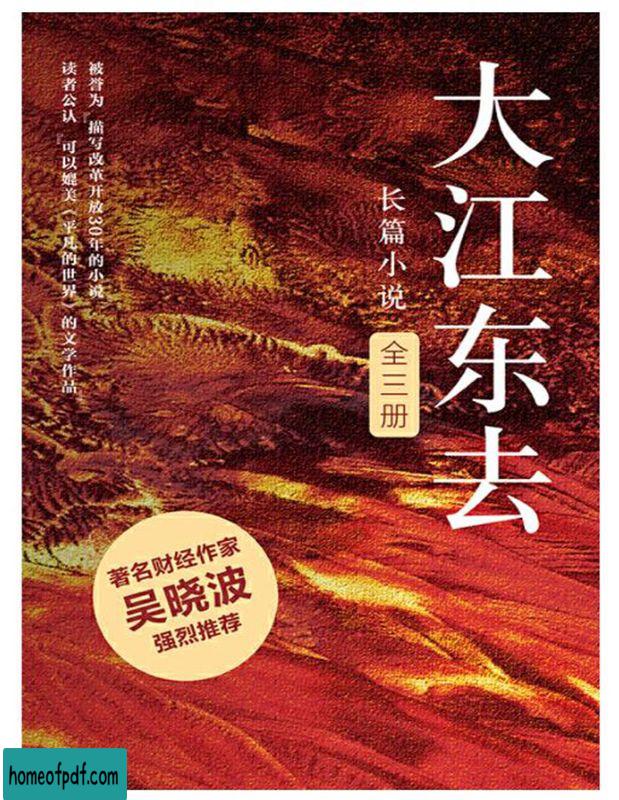 大江东去
长篇小说
全三册
被誉为“描写改革开放30年的小说
读者公认“可以媲美《平凡的世界》的文学作品”
著名财经作家
吴晓波
强烈推荐
homeofpdf.com